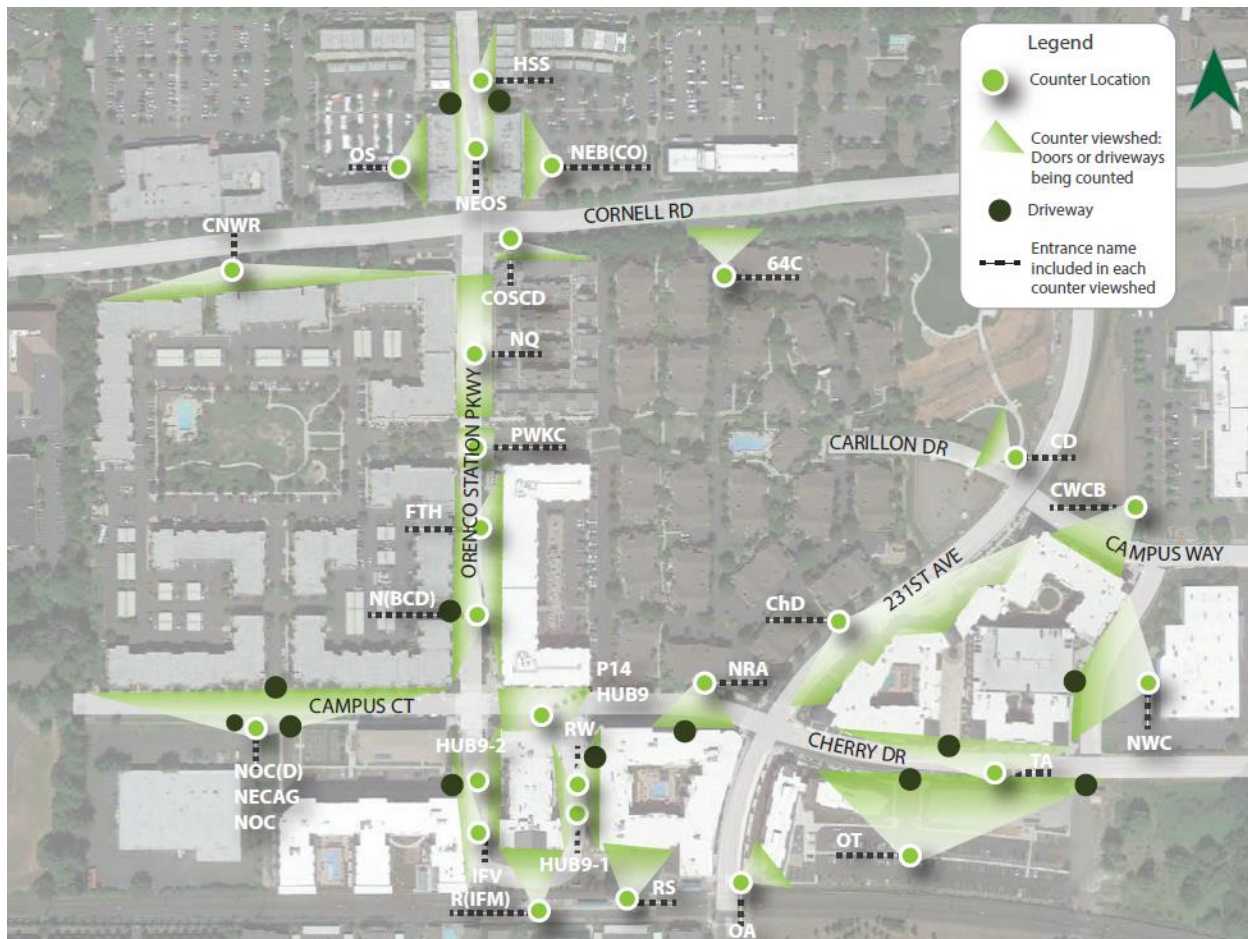 Legend
Counter Location
Counter viewshed:
Doors or driveways
being counted
Driveway
Entrance name
included in each
counter viewshed
HSS
OS
NEB(CO)
NEOS
CORNELL RD
CNWR
64C
COSCD
NQ
ORENCO STATION PKWY
PWKC
CARILLON DR
CD
CWCB
FTH
CAMPUS WAY
231ST AVE
N(BCD)
ChD
P14
HUB9
NRA
CAMPUS CT
RW
HUB9-2
CHERRY DR
NWC
TA
NOC(D)
NECAG
NOC
OT
HUB9-1
IFV
R(IFM)
RS
OA